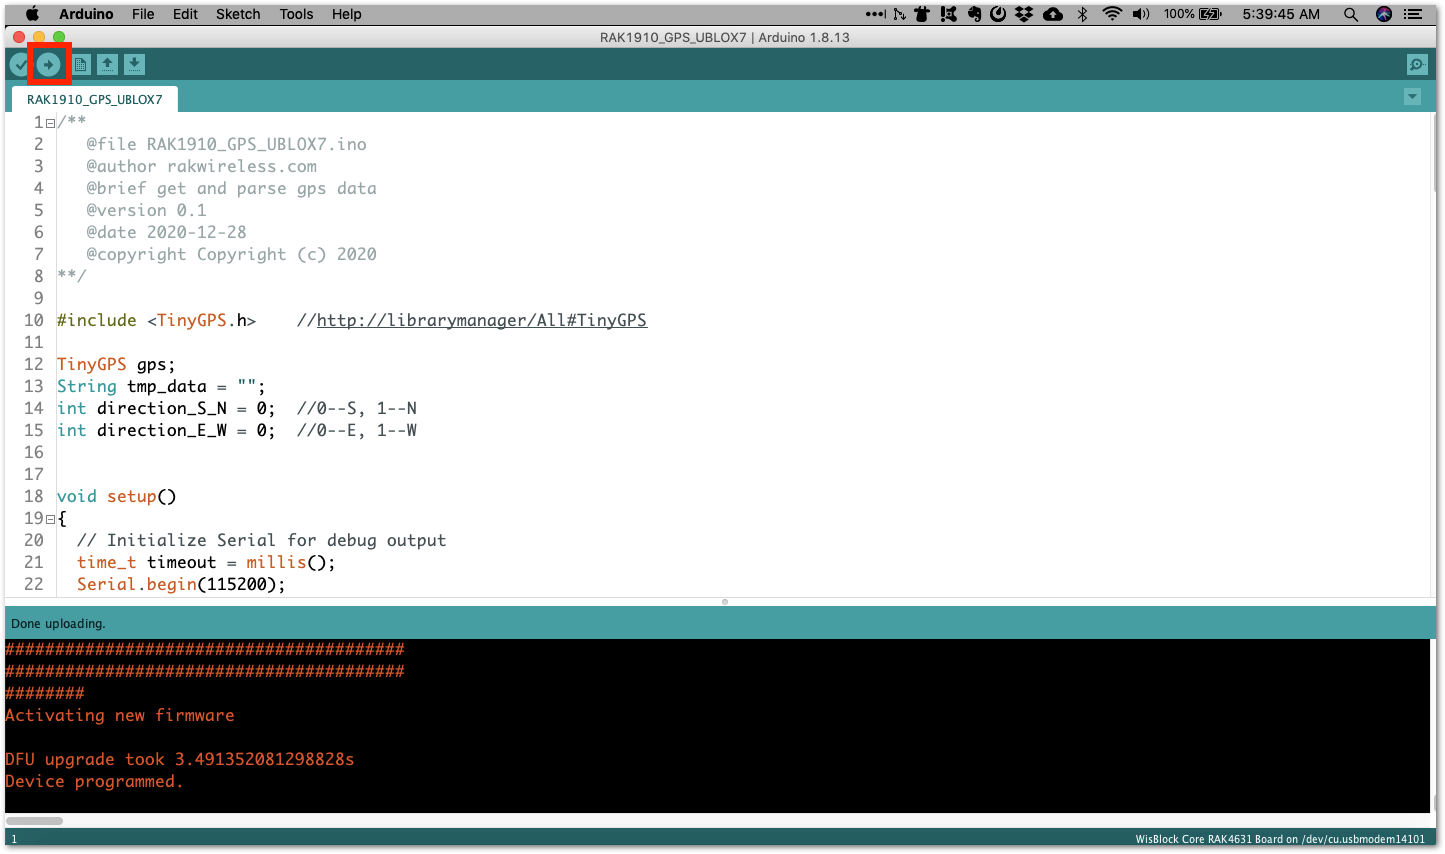 Arduino File Edit Sketch Tools Help 100% 5:39:45 AM
RAK1910_GPS_UBLOX7 | Arduino 1.8.13
RAK1910_GPS_UBLOX7
1 /**
2 @file RAK1910_GPS_UBLOX7.ino
3 @author rakwireless.com
4 @brief get and parse gps data
5 @version 0.1
6 @date 2020-12-28
7 @copyright Copyright (c) 2020
8 **/
9
10 #include <TinyGPS.h> //http://librarymanager/All#TinyGPS
11
12 TinyGPS gps;
13 String tmp_data = "";
14 int direction_S_N = 0; //0--S, 1--N
15 int direction_E_W = 0; //0--E, 1--W
16
17
18 void setup()
19 {
20 // Initialize Serial for debug output
21 time_t timeout = millis();
22 Serial.begin(115200);
Done uploading.
########################################
########################################
########
Activating new firmware
DFU upgrade took 3.491352081298828s
Device programmed.
1 WisBlock Core RAK4631 Board on /dev/cu.usbmodem14101